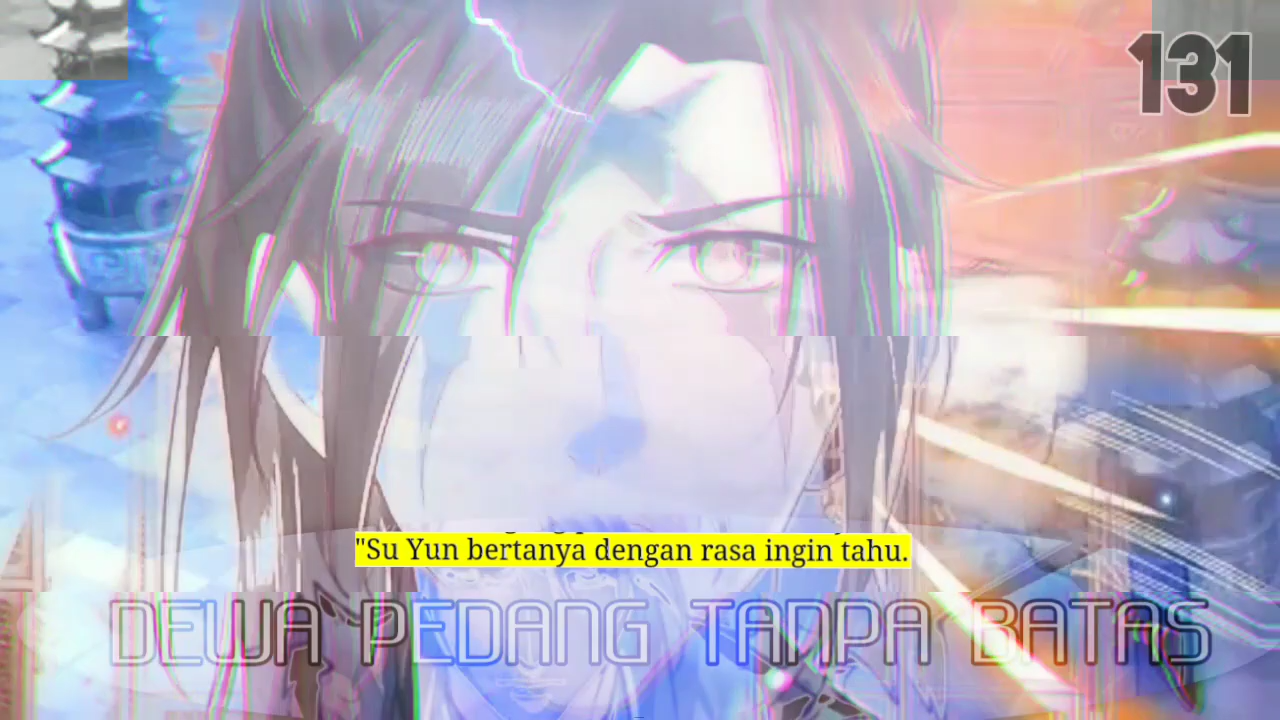 131
"Su Yun bertanya dengan rasa ingin tahu.
DEWA PEDANG TANPA BATAS